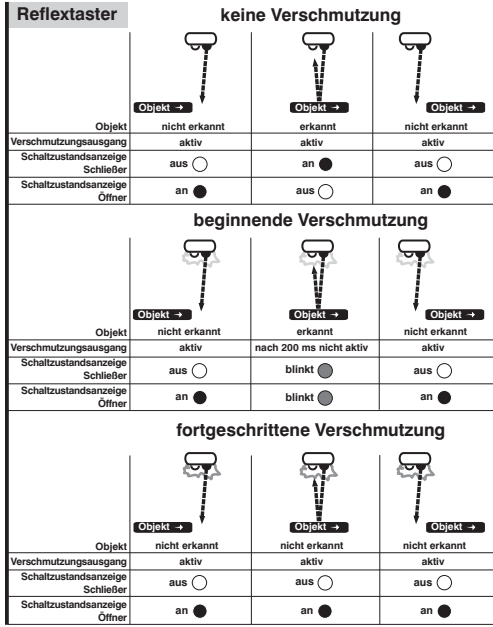 Reflextaster
keine Verschmutzung
Objekt → Objekt → Objekt →
Objekt nicht erkannt erkannt nicht erkannt
Verschmutzungsausgang aktiv aktiv aktiv
Schaltzustandsanzeige
Schließer aus an aus
Schaltzustandsanzeige
Öffner an aus an
beginnende Verschmutzung
Objekt → Objekt → Objekt →
Objekt nicht erkannt erkannt nicht erkannt
Verschmutzungsausgang aktiv nach 200 ms nicht aktiv aktiv
Schaltzustandsanzeige
Schließer aus blinkt aus
Schaltzustandsanzeige
Öffner an blinkt an
fortgeschrittene Verschmutzung
Objekt → Objekt → Objekt →
Objekt nicht erkannt nicht erkannt nicht erkannt
Verschmutzungsausgang aktiv aktiv aktiv
Schaltzustandsanzeige
Schließer aus aus aus
Schaltzustandsanzeige
Öffner an an an